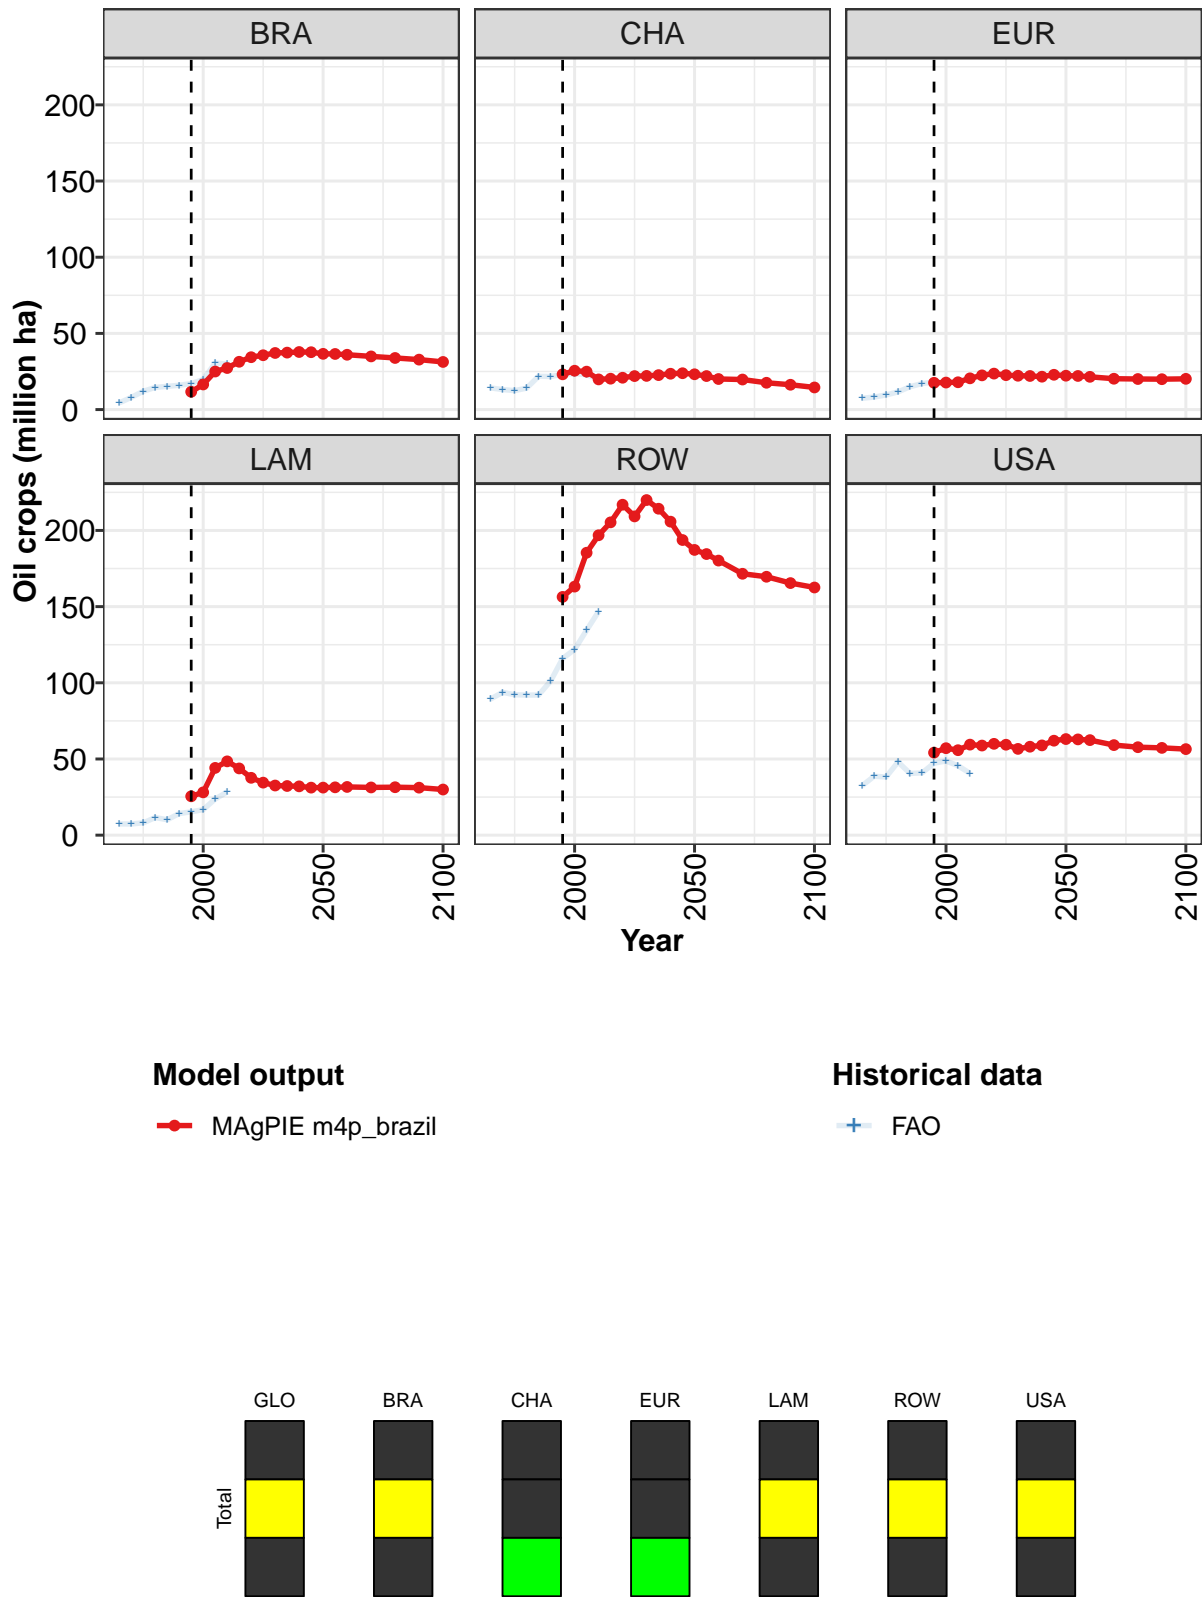 BRA CHA EUR
200
150
100
50
0
LAM ROW USA
200
150
100
50
0
Oil crops (million ha)
2000 2050 2100 2000 2050 2100 2000 2050 2100
Year
Model output Historical data
MAgPIE m4p_brazil FAO
GLO BRA CHA EUR LAM ROW USA
Total